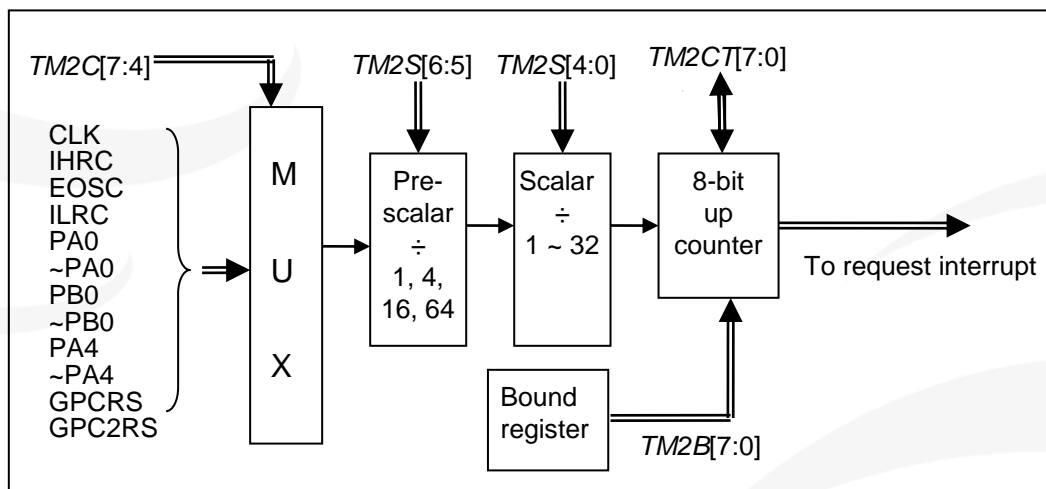 TM2C[7:4]
TM2S[6:5]
TM2S[4:0]
TM2CT[7:0]
CLK
IHRC
EOSC
ILRC
PA0
~PA0
PB0
~PB0
PA4
~PA4
GPCRS
GPC2RS
M
U
X
Pre-
scalar
÷
1, 4,
16, 64
Scalar
÷
1 ~ 32
8-bit
up
counter
To request interrupt
Bound
register
TM2B[7:0]